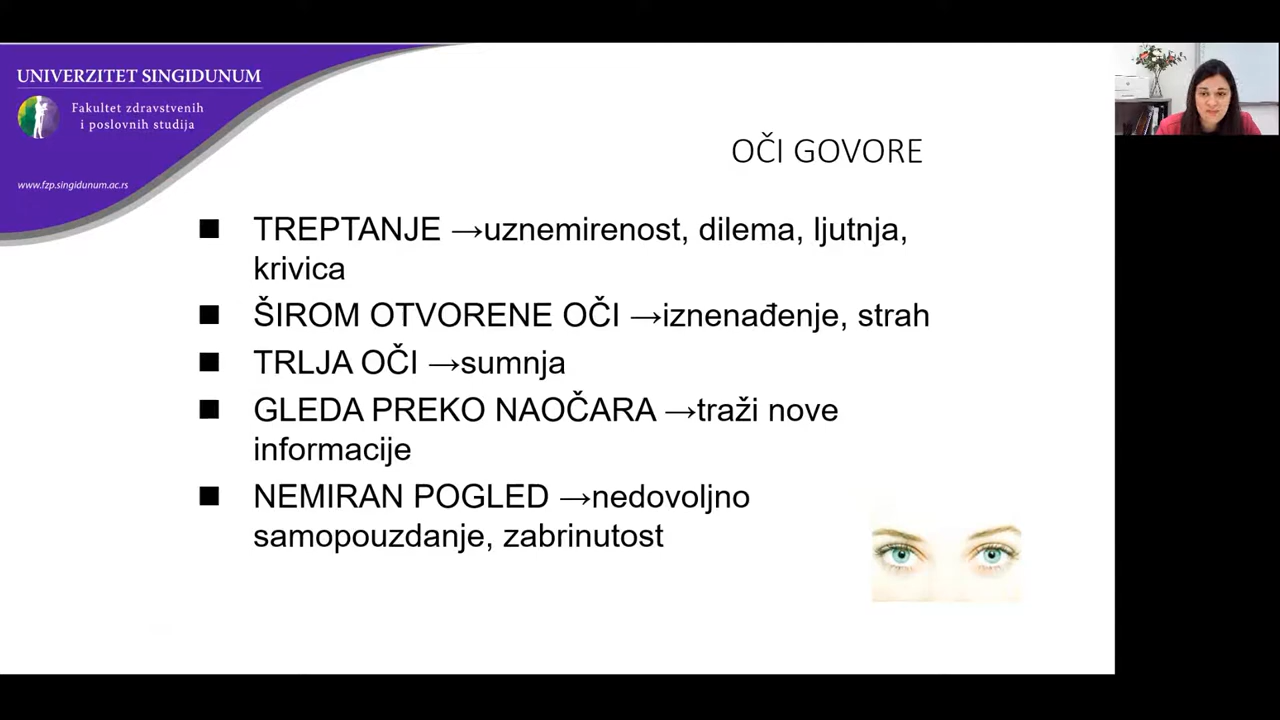 UNIVERZITET SINGIDUNUM
Fakultet zdravstvenih
i poslovnih studija
www.fzp.singidunum.ac.rs
OČI GOVORE
■ TREPTANJE →uznemirenost, dilema, ljutnja,
krivica
■ ŠIROM OTVORENE OČI →iznenađenje, strah
■ TRLJA OČI →sumnja
■ GLEDA PREKO NAOČARA →traži nove
informacije
■ NEMIRAN POGLED →nedovoljno
samopouzdanje, zabrinutost